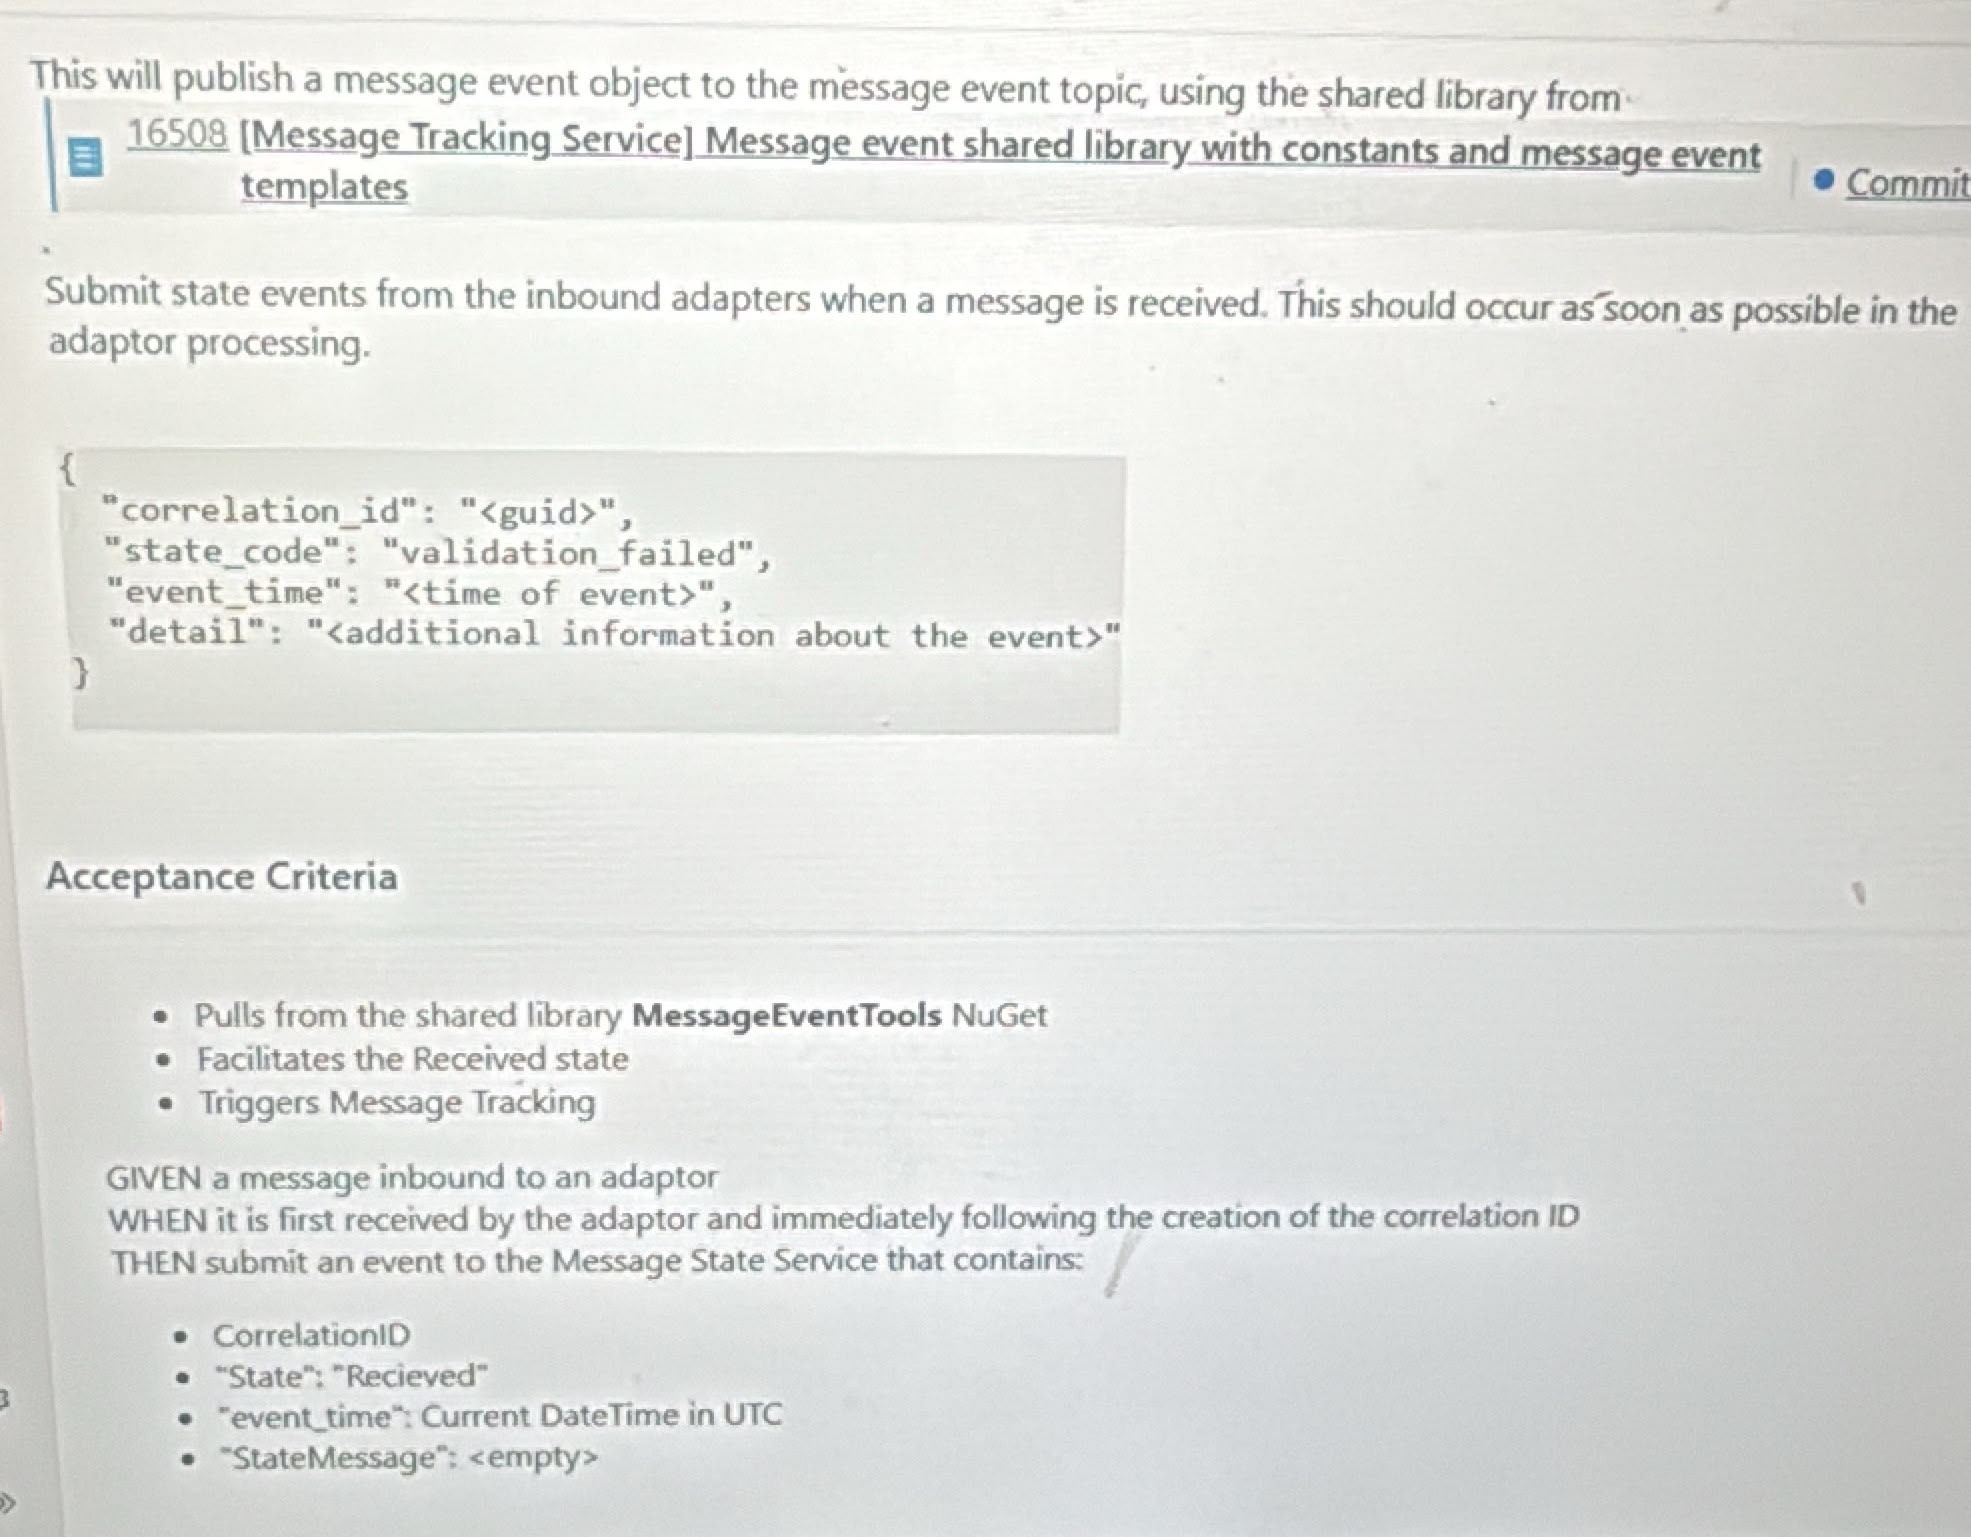 This will publish a message event object to the message event topic, using the shared library from
16508 [Message Tracking Service] Message event shared library with constants and message event
templates
Commit
.
Submit state events from the inbound adapters when a message is received. This should occur as soon as possible in the
adaptor processing.
{
"correlation_id": "<guid>",
"state_code": "validation_failed",
"event_time": "<time of event>",
"detail": "<additional information about the event>"
}
Acceptance Criteria
• Pulls from the shared library MessageEventTools NuGet
• Facilitates the Received state
• Triggers Message Tracking
GIVEN a message inbound to an adaptor
WHEN it is first received by the adaptor and immediately following the creation of the correlation ID
THEN submit an event to the Message State Service that contains:
• CorrelationID
• "State": "Recieved"
• "event_time": Current DateTime in UTC
• "StateMessage": <empty>